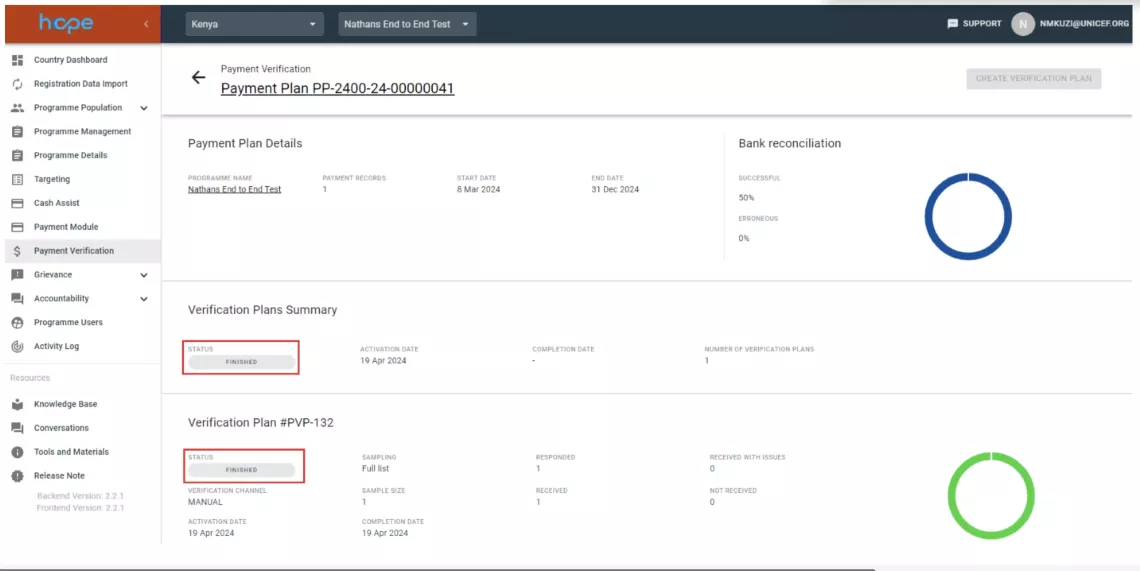 hope
Kenya
Nathans End to End Test
SUPPORT
N
NMKUZI@UNICEF.ORG
Country Dashboard
Registration Data Import
Programme Population
Programme Management
Programme Details
Targeting
Cash Assist
Payment Module
Payment Verification
Grievance
Accountability
Programme Users
Activity Log
Resources
Knowledge Base
Conversations
Tools and Materials
Release Note
Backend Version: 2.2.1
Frontend Version: 2.2.1
Payment Verification
Payment Plan PP-2400-24-00000041
CREATE VERIFICATION PLAN
Payment Plan Details
PROGRAMME NAME
Nathans End to End Test
PAYMENT RECORDS
1
START DATE
8 Mar 2024
END DATE
31 Dec 2024
Bank reconciliation
SUCCESSFUL
50%
ERRONEOUS
0%
Verification Plans Summary
STATUS
FINISHED
ACTIVATION DATE
19 Apr 2024
COMPLETION DATE
-
NUMBER OF VERIFICATION PLANS
1
Verification Plan #PVP-132
STATUS
FINISHED
SAMPLING
Full list
RESPONDED
1
RECEIVED WITH ISSUES
0
VERIFICATION CHANNEL
MANUAL
SAMPLE SIZE
1
RECEIVED
1
NOT RECEIVED
0
ACTIVATION DATE
19 Apr 2024
COMPLETION DATE
19 Apr 2024